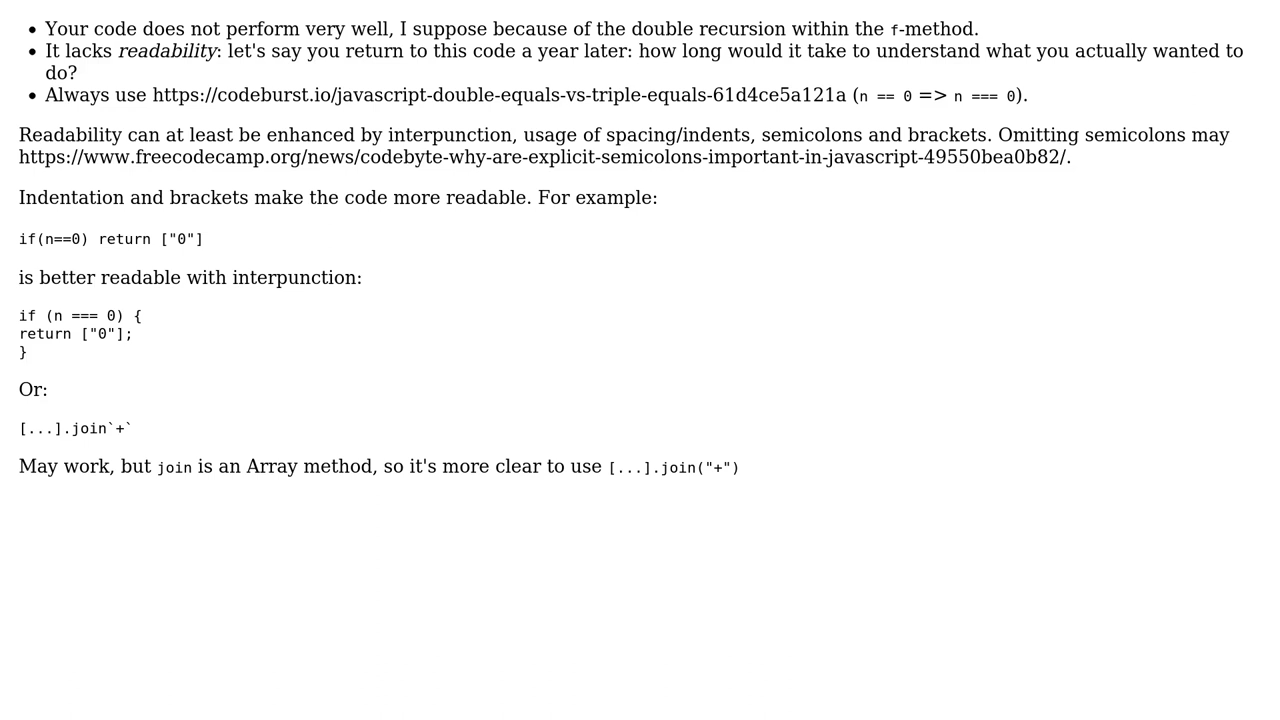 • Your code does not perform very well, I suppose because of the double recursion within the f-method.
• It lacks readability: let's say you return to this code a year later: how long would it take to understand what you actually wanted to
do?
• Always use https://codeburst.io/javascript-double-equals-vs-triple-equals-61d4ce5a121a (n == 0 => n === 0).
Readability can at least be enhanced by interpunction, usage of spacing/indents, semicolons and brackets. Omitting semicolons may
https://www.freecodecamp.org/news/codebyte-why-are-explicit-semicolons-important-in-javascript-49550bea0b82/.
Indentation and brackets make the code more readable. For example:
if(n==0) return ["0"]
is better readable with interpunction:
if (n === 0) {
return ["0"];
}
Or:
[...].join`+`
May work, but join is an Array method, so it's more clear to use [...].join("+")